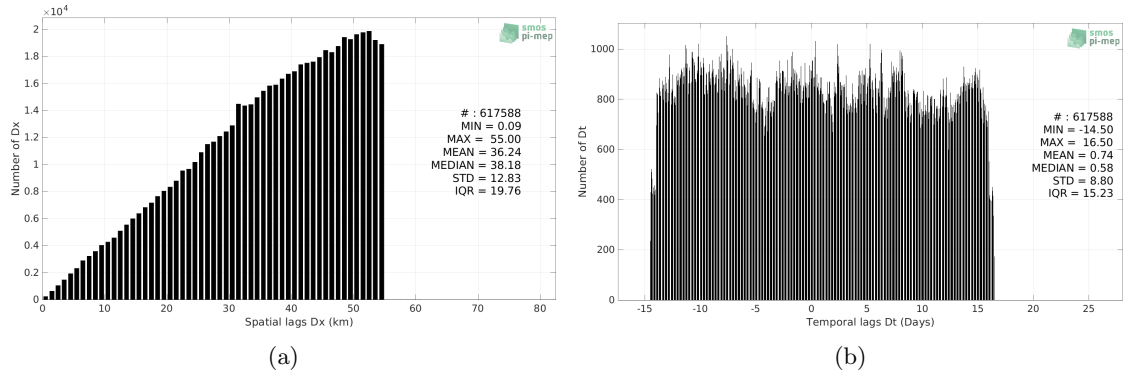 ×10⁴
2
1.8
1.6
1.4
1.2
1
0.8
0.6
0.4
0.2
0
Number of Dx
smos
pi-mep
# : 617588
MIN = 0.09
MAX = 55.00
MEAN = 36.24
MEDIAN = 38.18
STD = 12.83
IQR = 19.76
0 10 20 30 40 50 60 70 80
Spatial lags Dx (km)
(a)
1000
800
600
400
200
0
Number of Dt
smos
pi-mep
# : 617588
MIN = -14.50
MAX = 16.50
MEAN = 0.74
MEDIAN = 0.58
STD = 8.80
IQR = 15.23
-15 -10 -5 0 5 10 15 20 25
Temporal lags Dt (Days)
(b)